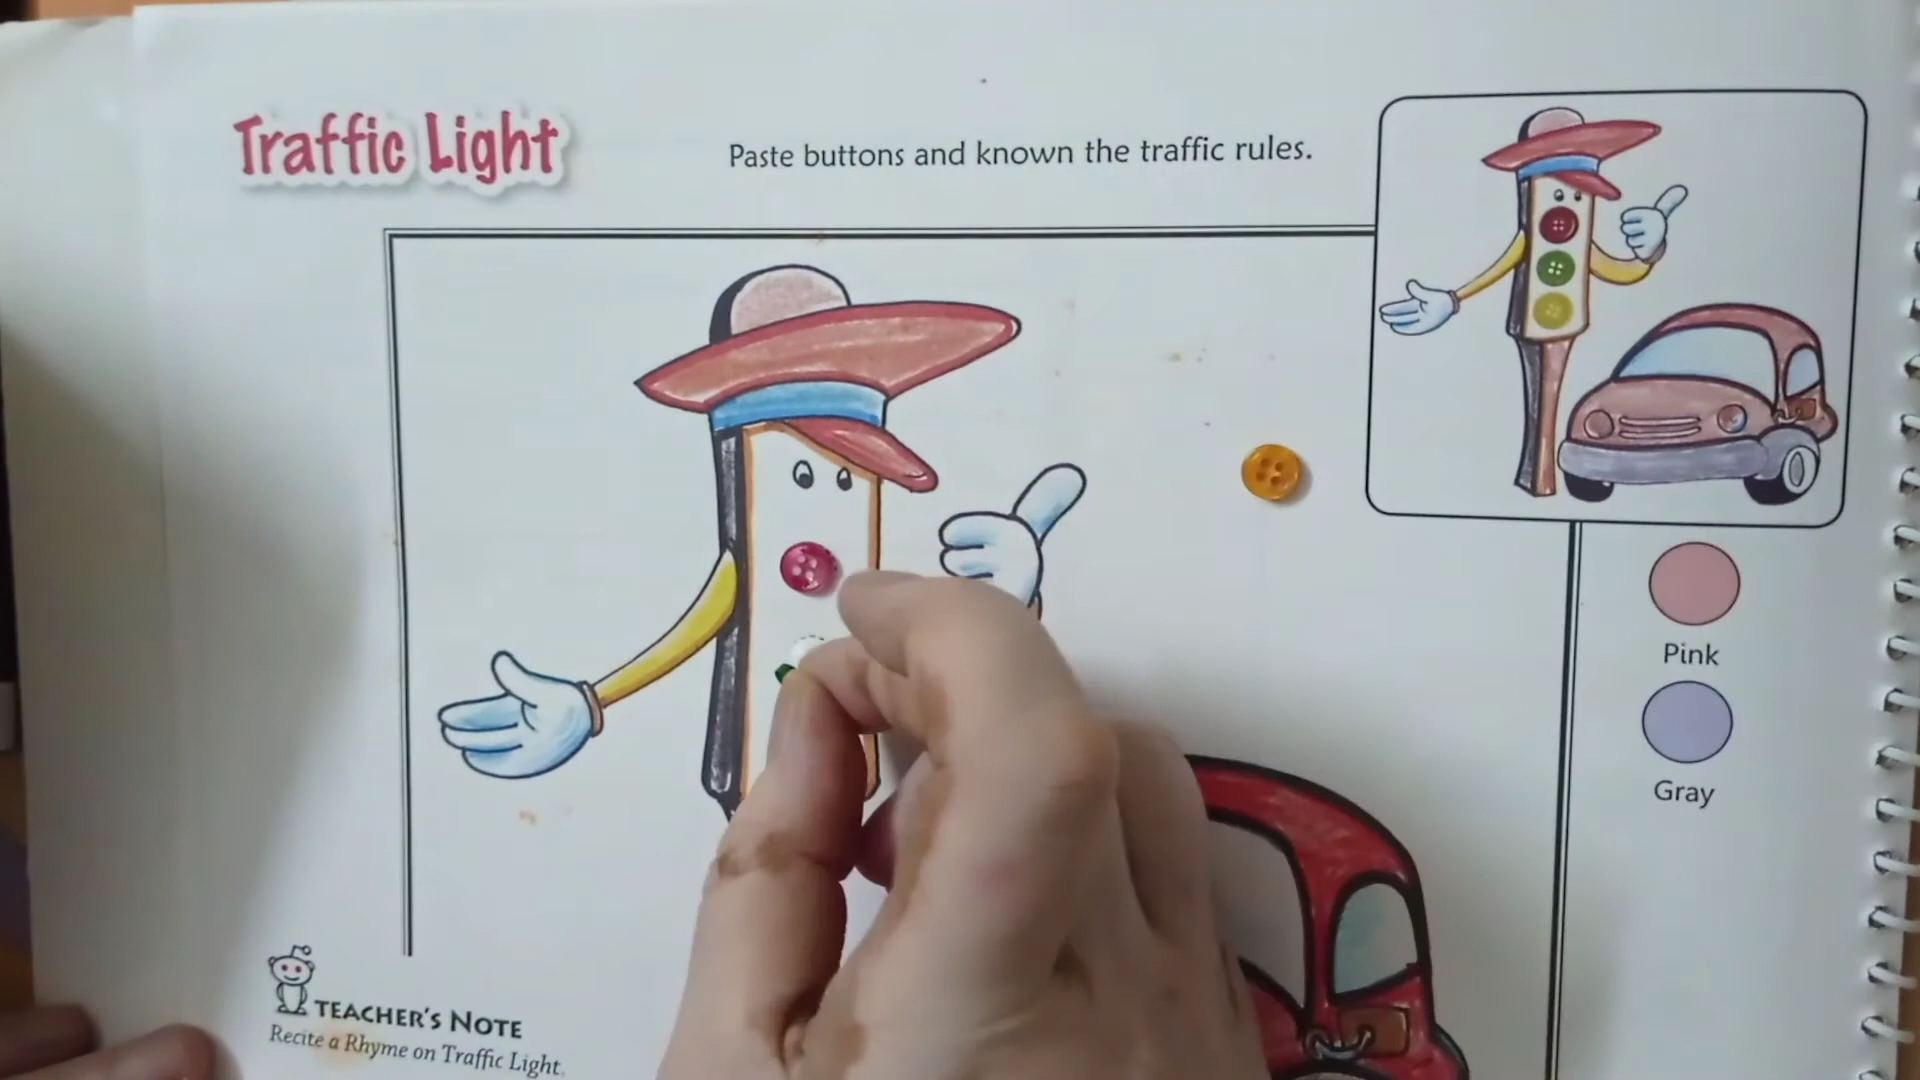 Traffic Light
Paste buttons and known the traffic rules.
Pink
Gray
TEACHER'S NOTE
Recite a Rhyme on Traffic Light.